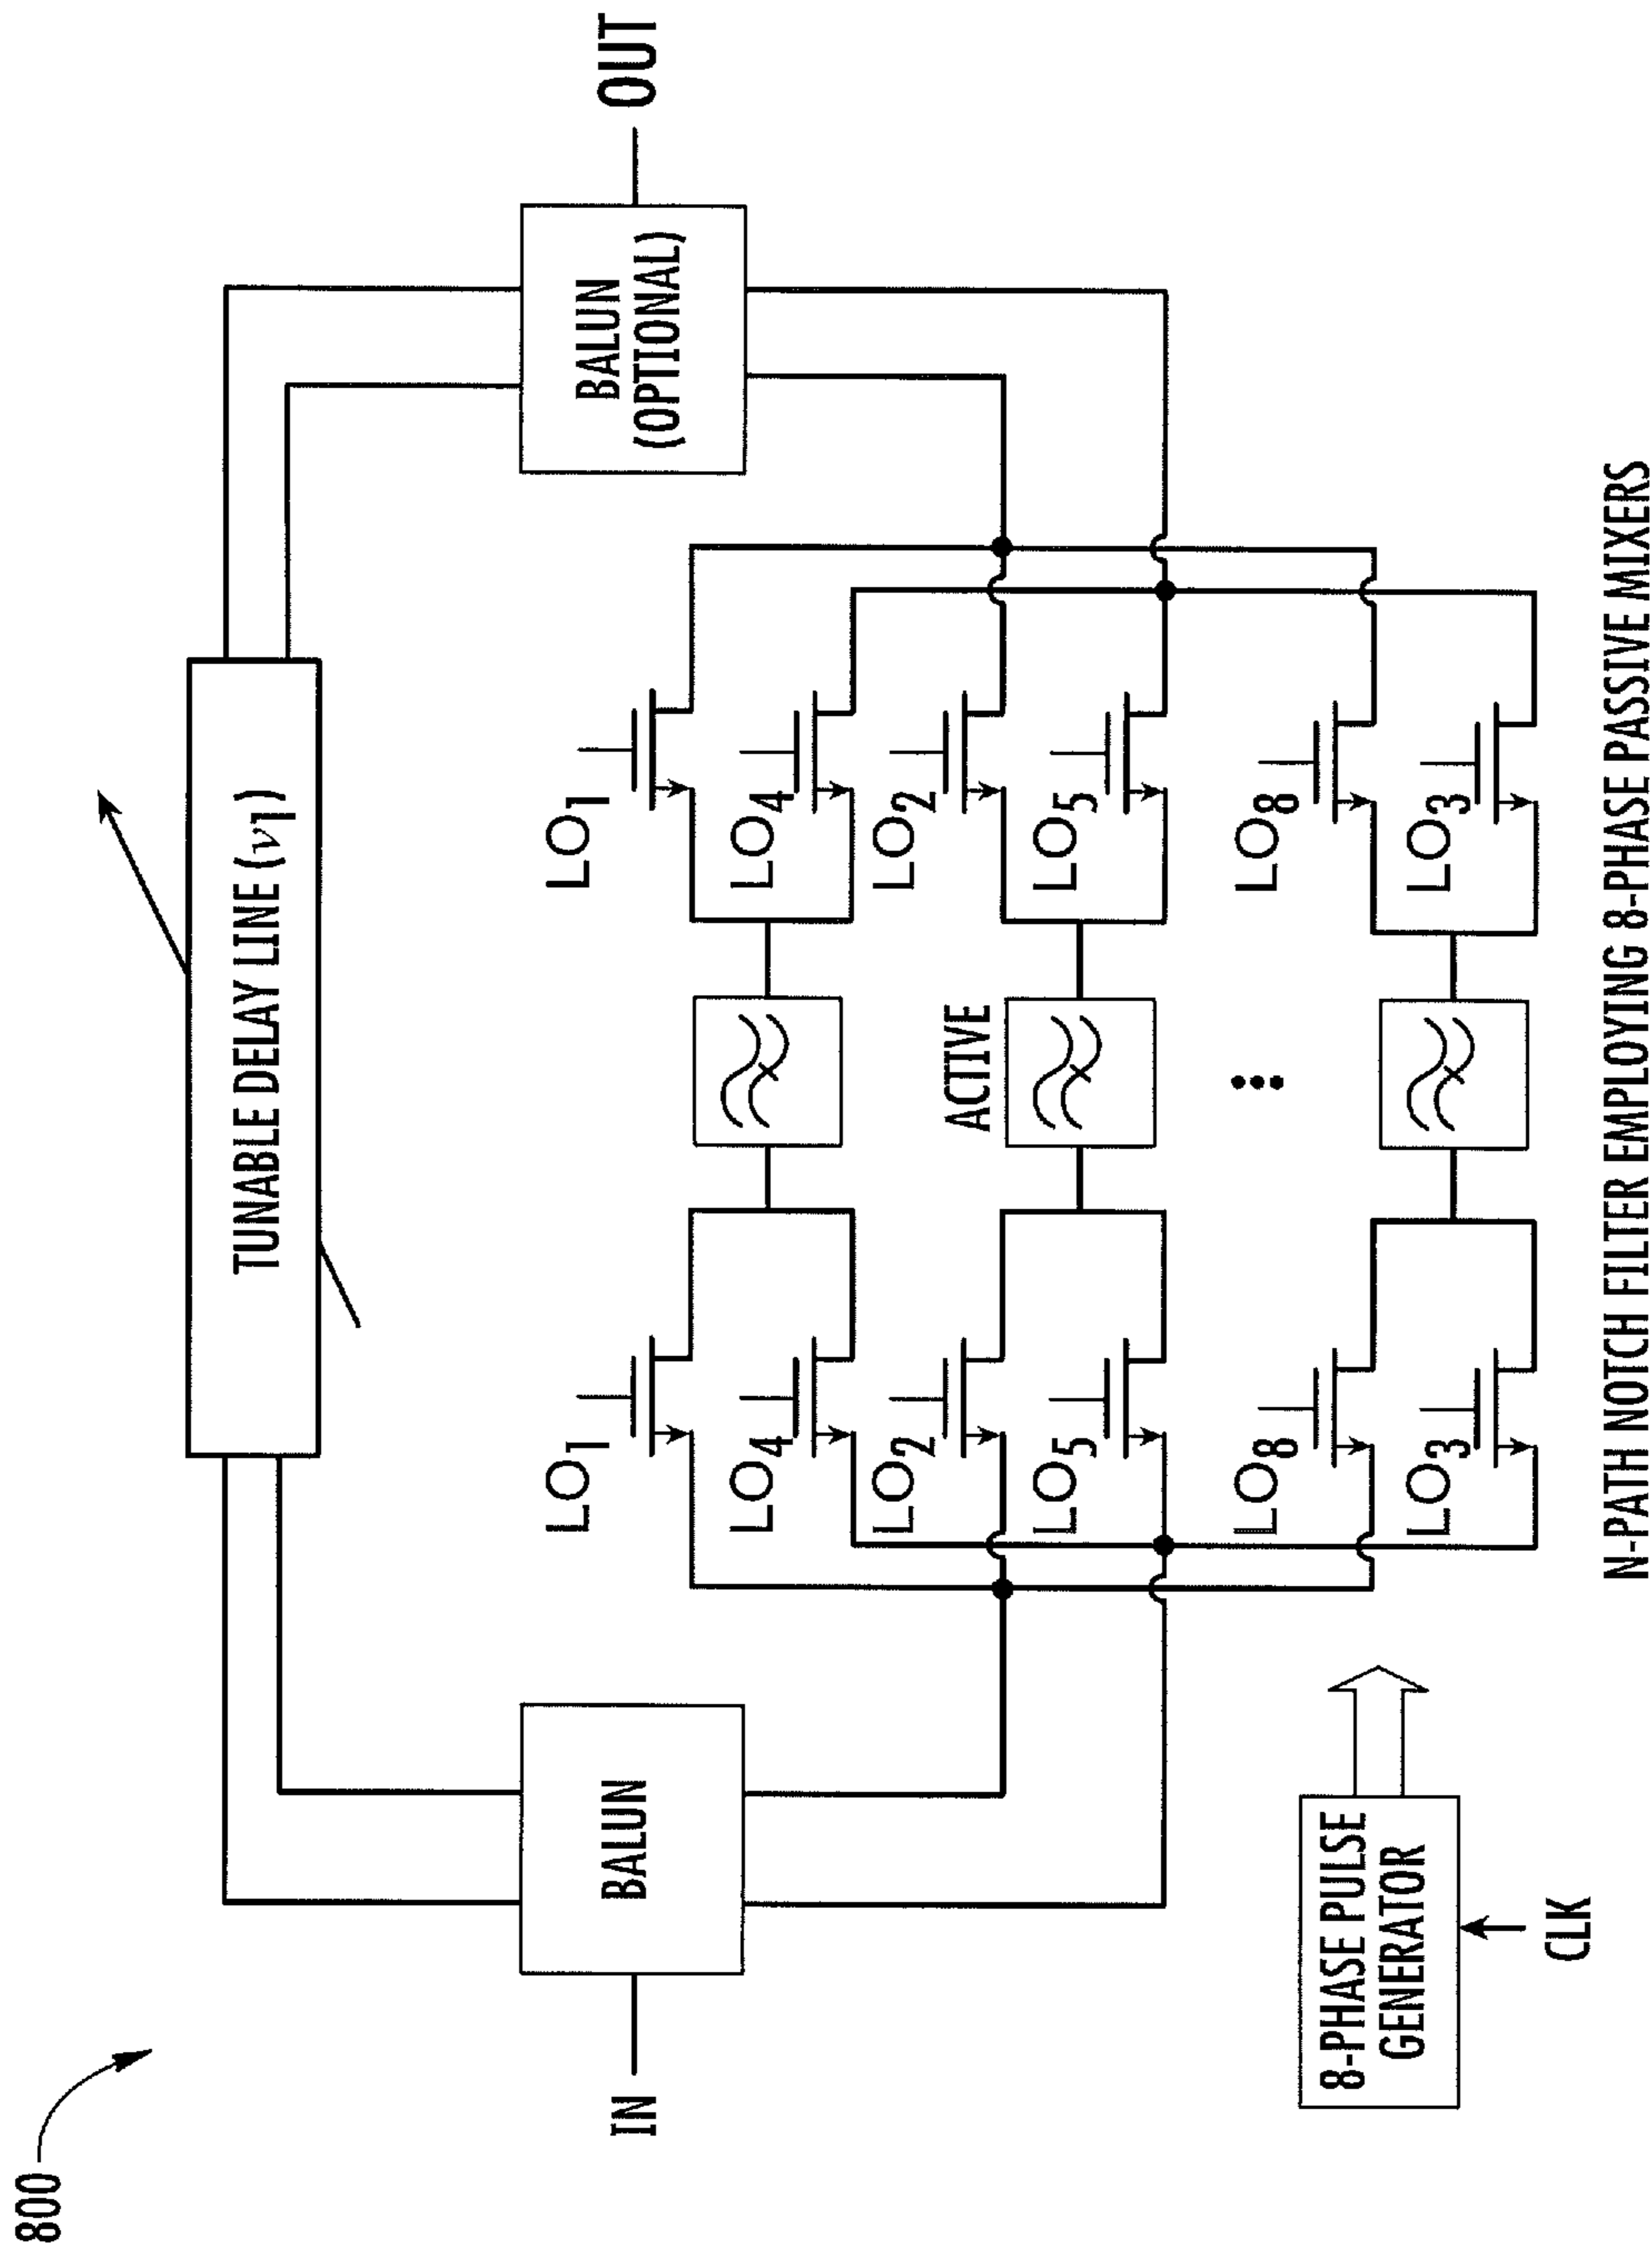 800
TUNABLE DELAY LINE (v1)
IN
BALUN
BALUN
(OPTIONAL)
OUT
LO1
LO1
LO4
LO4
LO2
ACTIVE
LO2
LO5
LO5
LO8
LO8
LO3
LO3
8-PHASE PULSE
GENERATOR
CLK
N-PATH NOTCH FILTER EMPLOYING 8-PHASE PASSIVE MIXERS